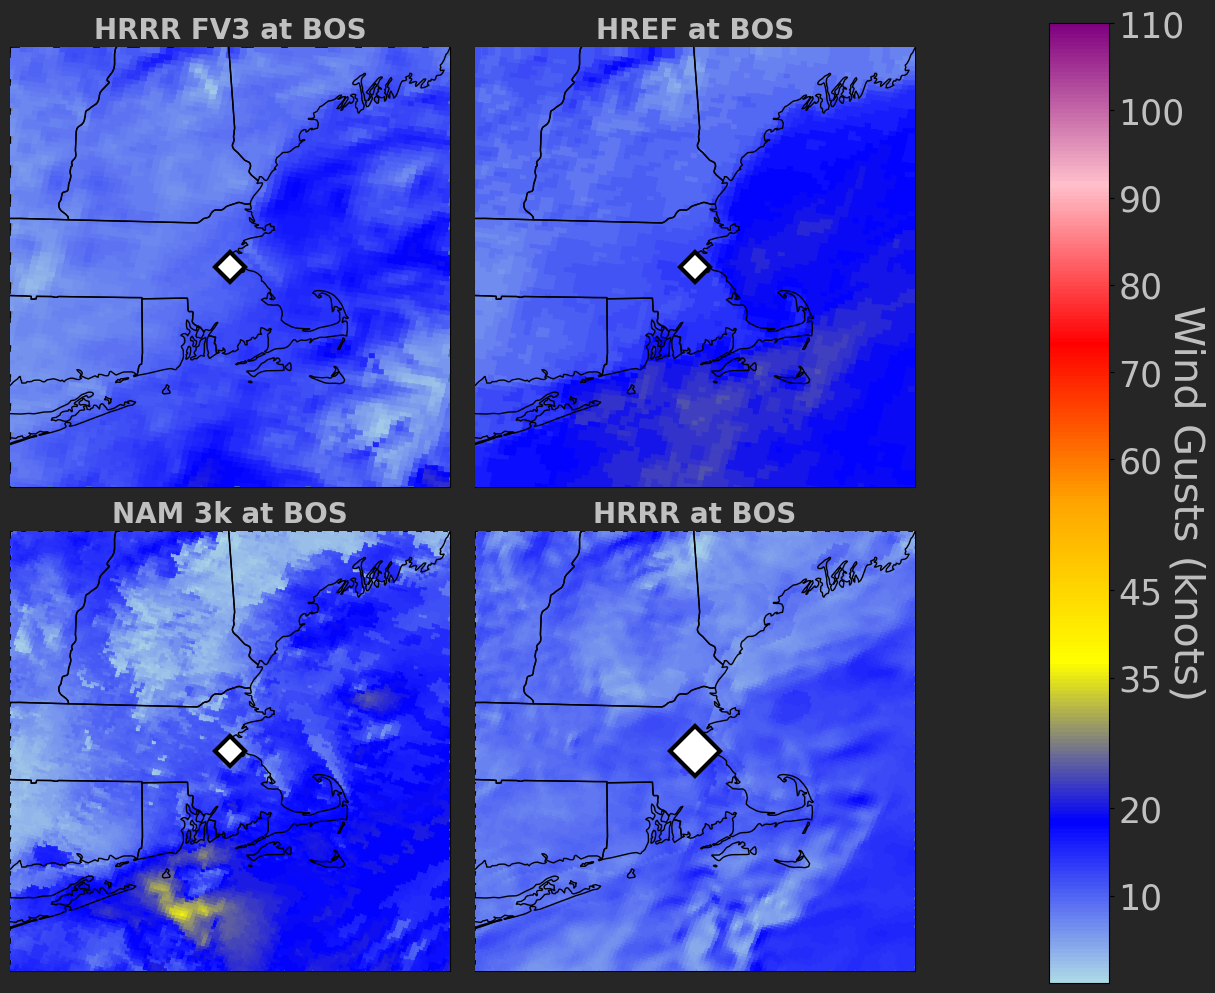 HRRR FV3 at BOS
HREF at BOS
NAM 3k at BOS
HRRR at BOS
110
100
90
80
70
60
45
35
20
10
Wind Gusts (knots)